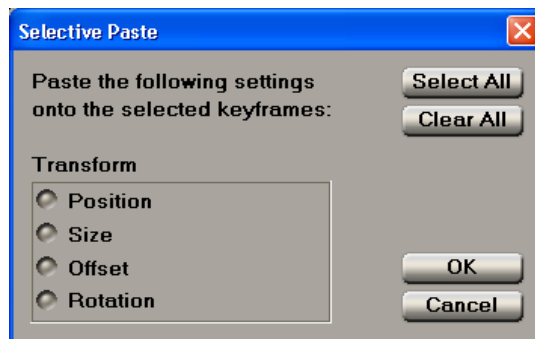 Selective Paste
Paste the following settings
onto the selected keyframes:
Select All
Clear All
Transform
Position
Size
Offset
Rotation
OK
Cancel